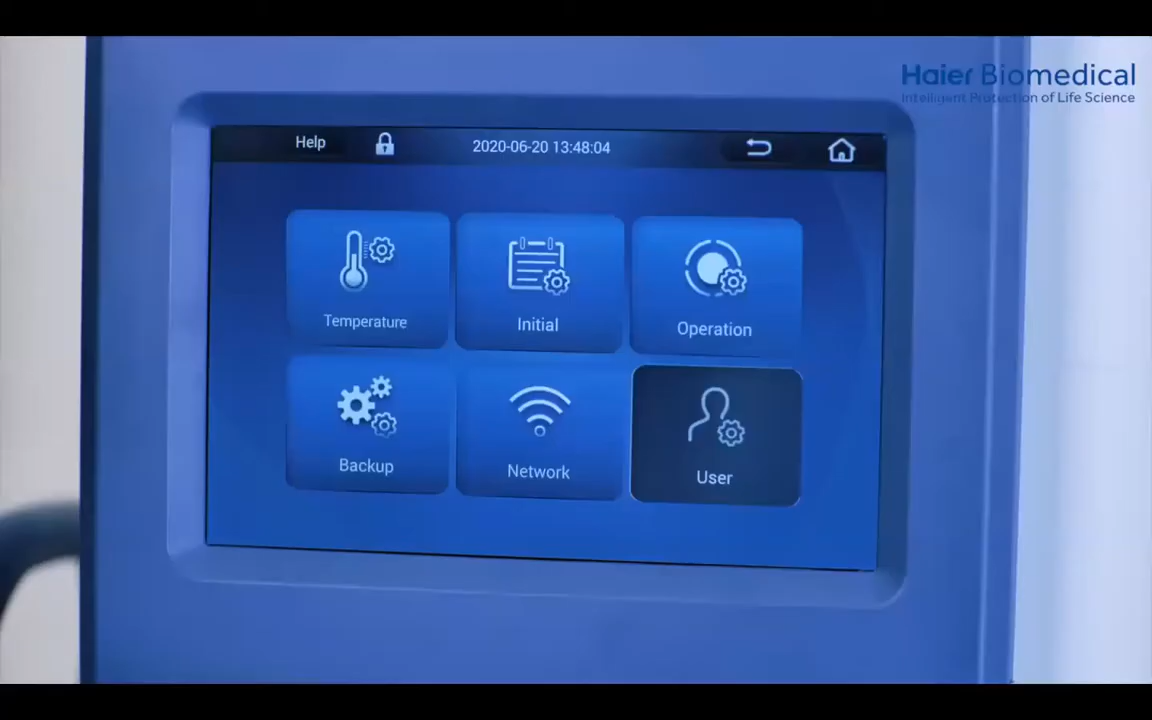 Haier Biomedical
Intelligent Protection of Life Science
Help
2020-06-20 13:48:04
Temperature
Initial
Operation
Backup
Network
User